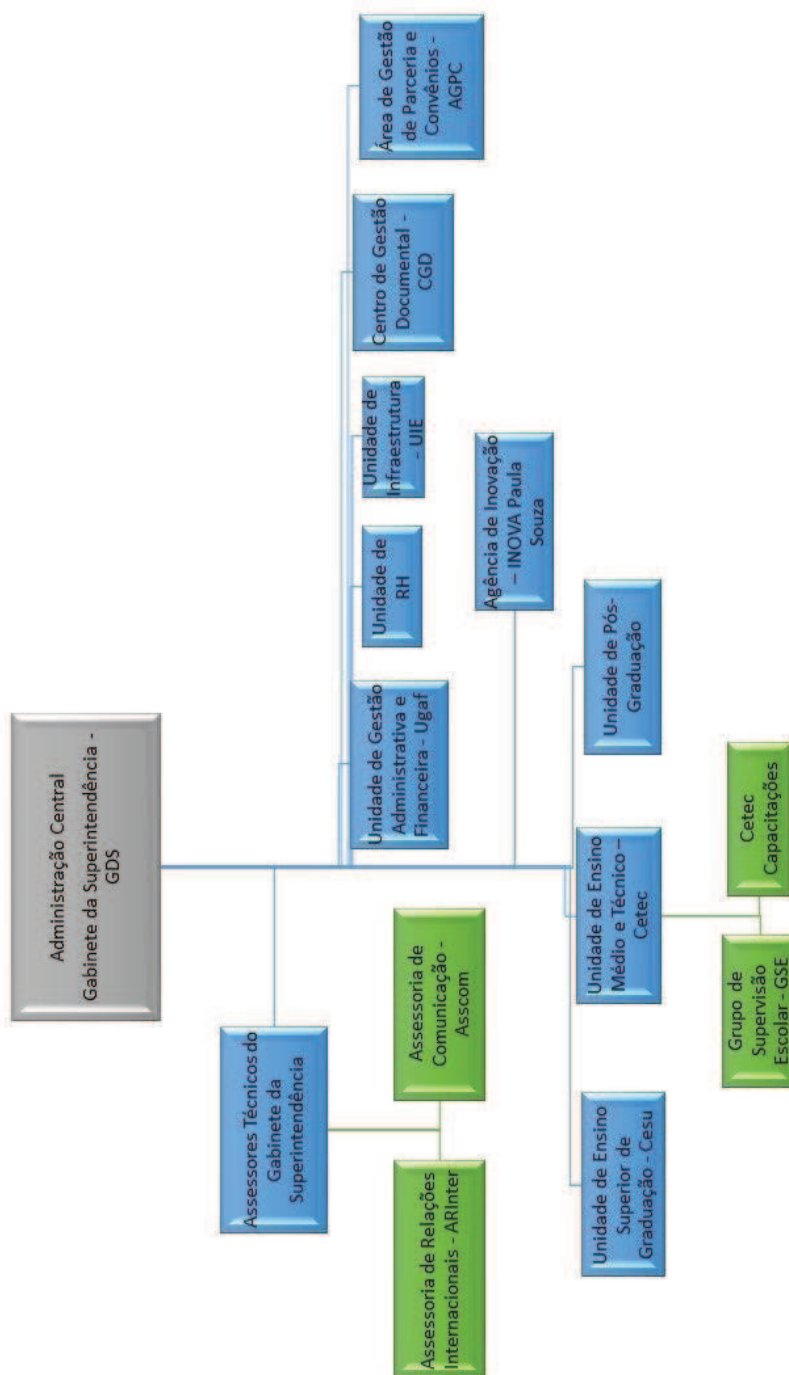 Administração Central
Gabinete da Superintendência -
GDS
Assessores Técnicos do
Gabinete da
Superintendência
Assessoria de Relações
Internacionais - ARInter
Assessoria de
Comunicação -
Asscom
Unidade de Gestão
Administrativa e
Financeira - Ugaf
Unidade de
RH
Unidade de
Infraestrutura
- UIE
Centro de Gestão
Documental -
CGD
Área de Gestão
de Parceria e
Convênios -
AGPC
Agência de Inovação
– INOVA Paula
Souza
Unidade de Ensino
Superior de
Graduação - Cesu
Unidade de Ensino
Médio e Técnico –
Cetec
Unidade de Pós-
Graduação
Grupo de
Supervisão
Escolar - GSE
Cetec
Capacitações